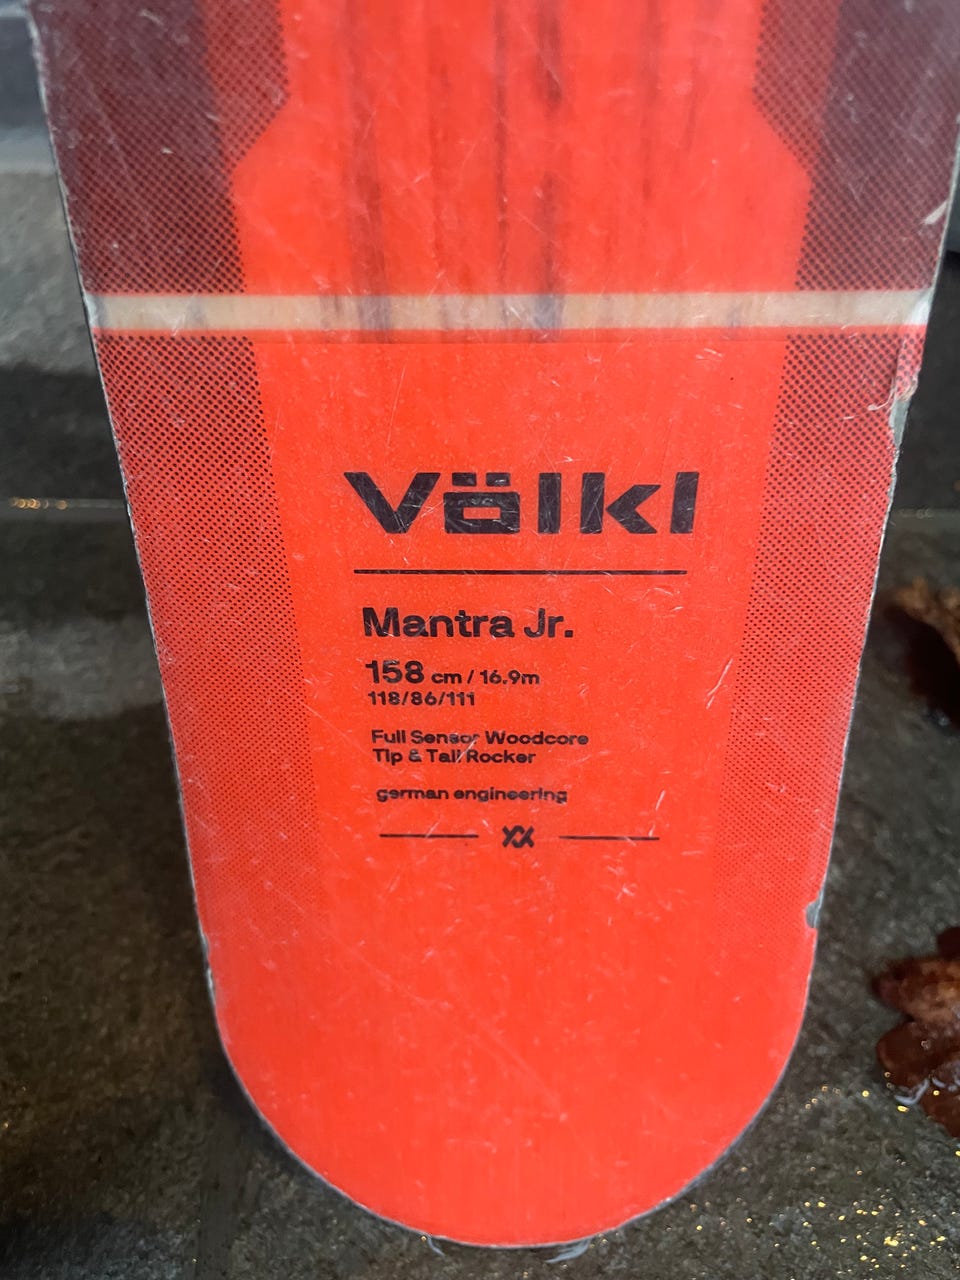 Völkl
Mantra Jr.
158 cm / 16.9m
118/86/111
Full Sensor Woodcore
Tip & Tail Rocker
german engineering